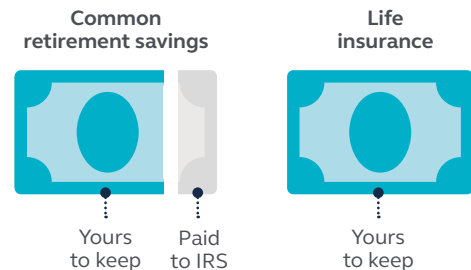 Common
retirement savings
Life
insurance
Yours
to keep
Paid
to IRS
Yours
to keep